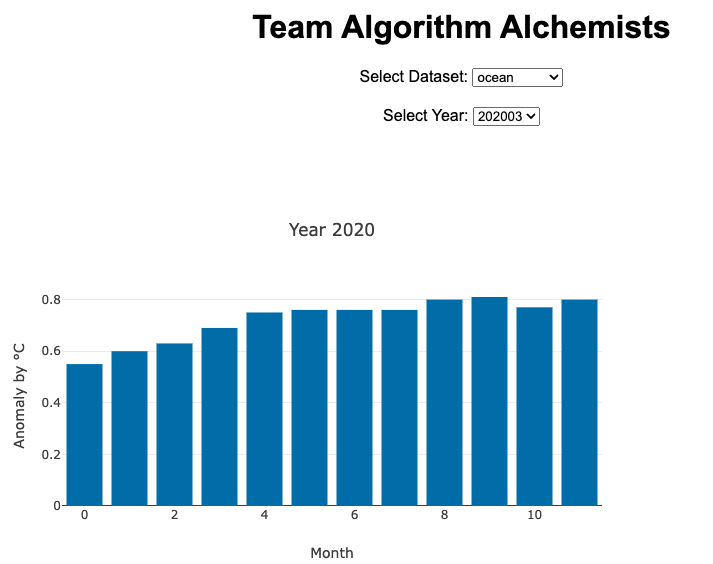 Team Algorithm Alchemists
Select Dataset: ocean
Select Year: 202003
Year 2020
0.8
0.6
0.4
0.2
0
Anomaly by °C
0 2 4 6 8 10
Month